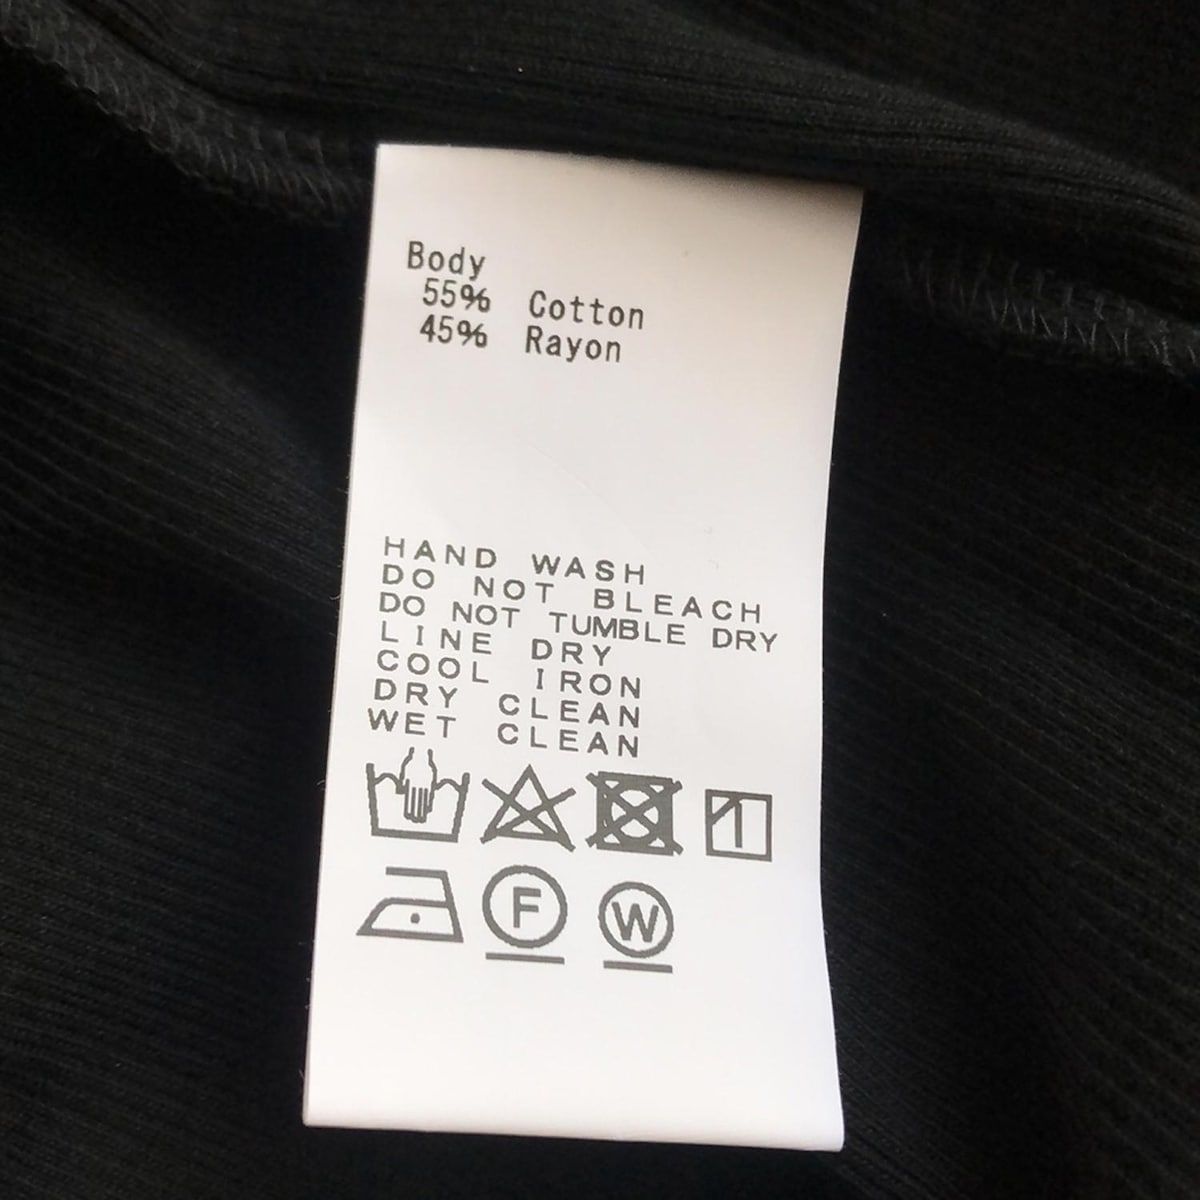 Body
55% Cotton
45% Rayon
HAND WASH
DO NOT BLEACH
DO NOT TUMBLE DRY
LINE DRY
COOL IRON
DRY CLEAN
WET CLEAN
F W